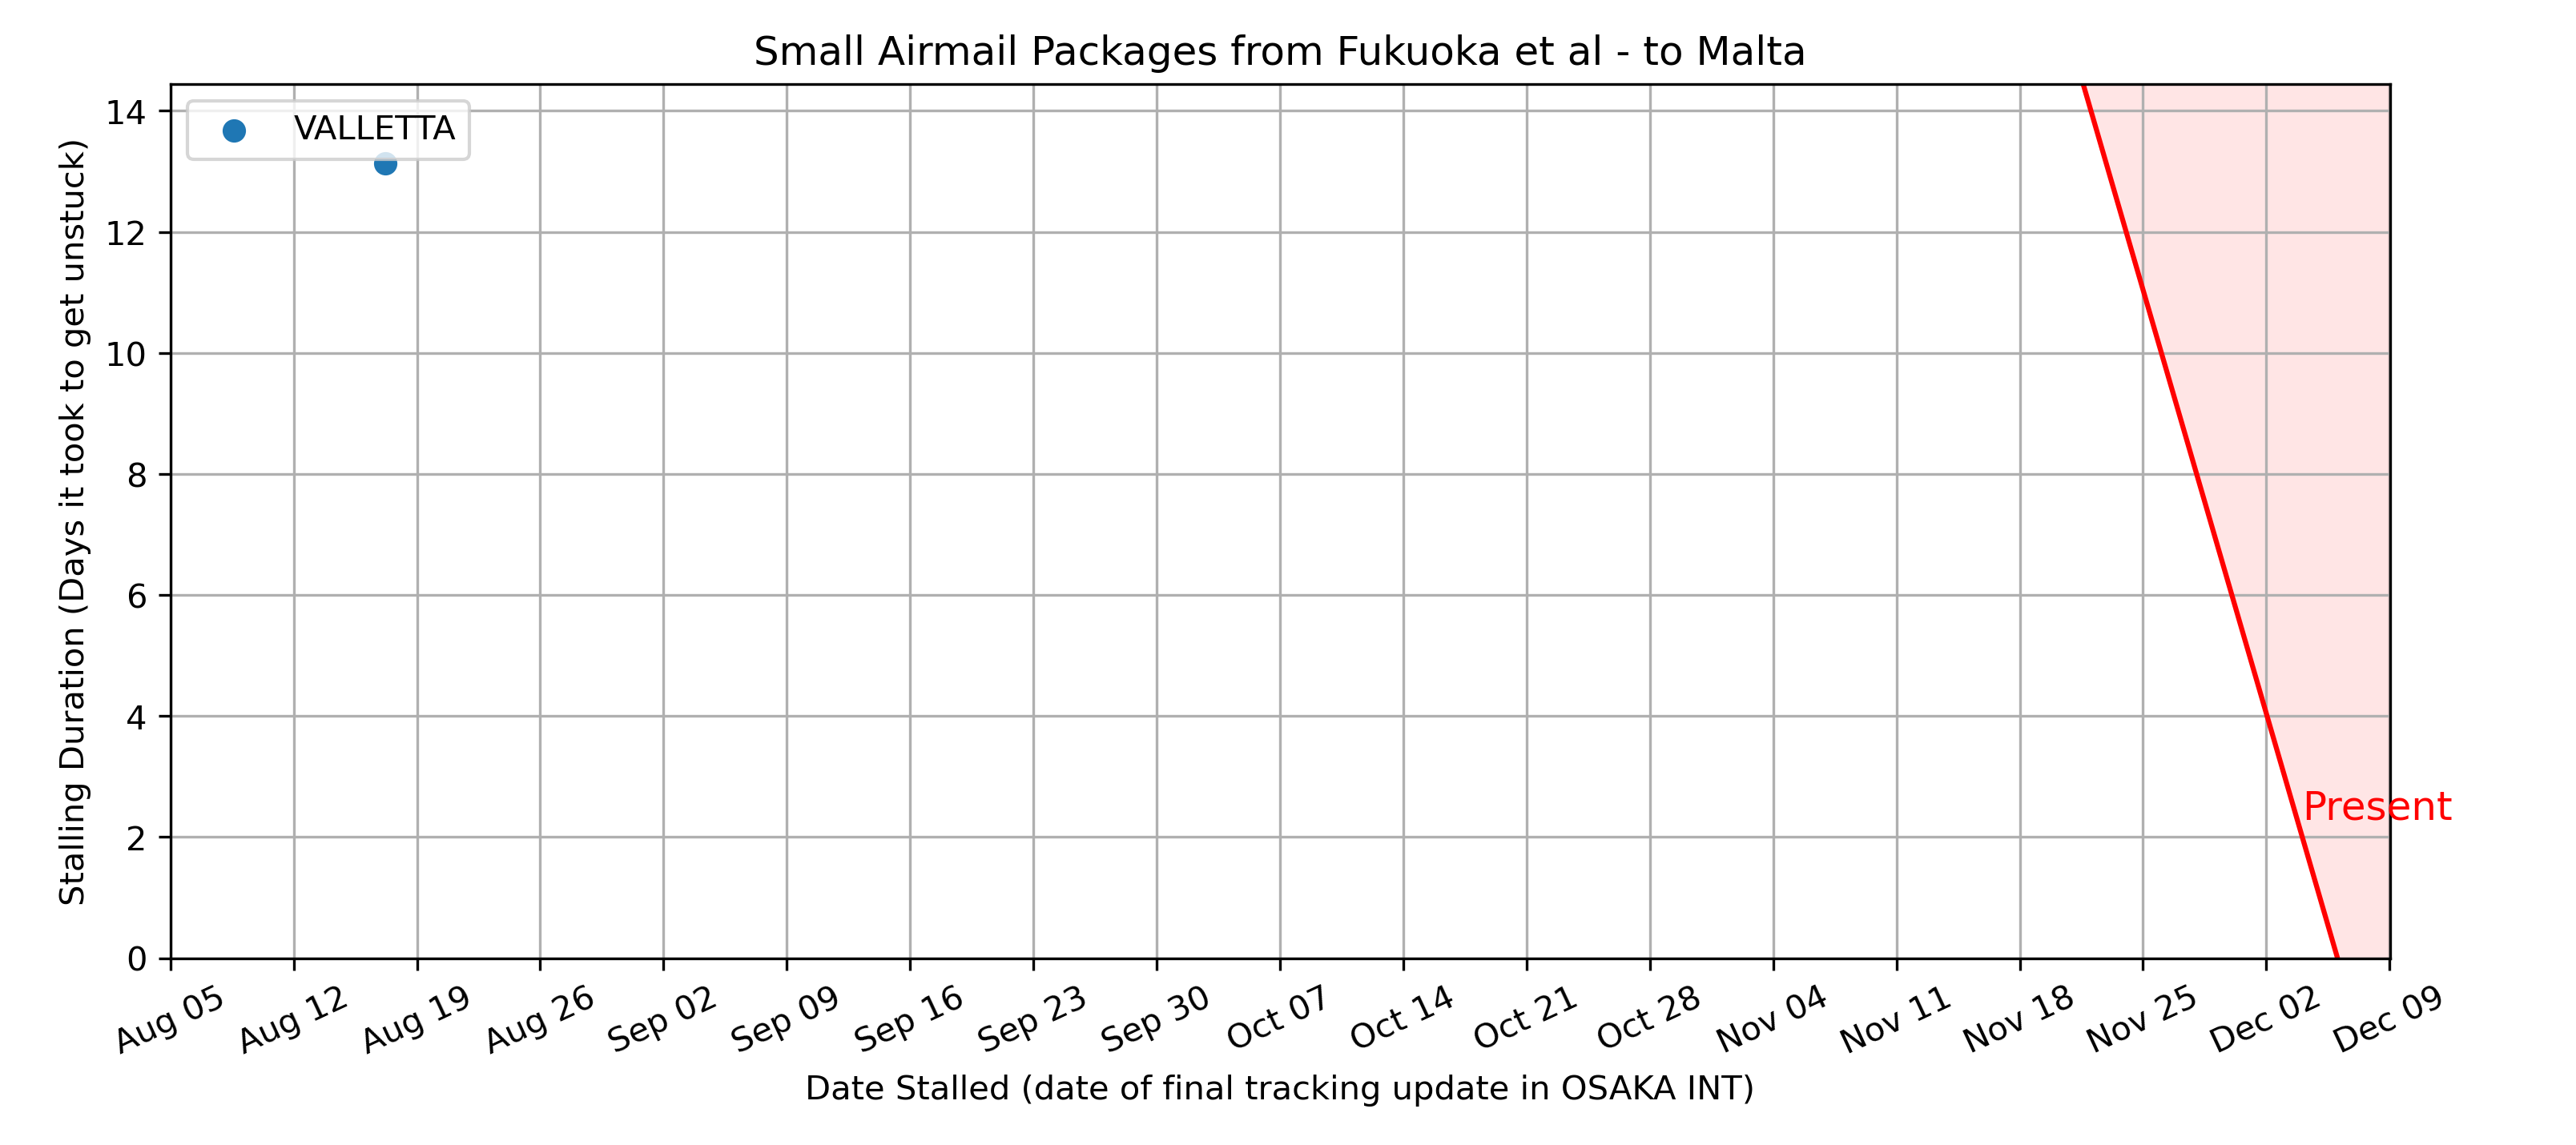 Small Airmail Packages from Fukuoka et al - to Malta
VALLETTA
Stalling Duration (Days it took to get unstuck)
14
12
10
8
6
4
2
0
Present
Aug 05 Aug 12 Aug 19 Aug 26 Sep 02 Sep 09 Sep 16 Sep 23 Sep 30 Oct 07 Oct 14 Oct 21 Oct 28 Nov 04 Nov 11 Nov 18 Nov 25 Dec 02 Dec 09
Date Stalled (date of final tracking update in OSAKA INT)